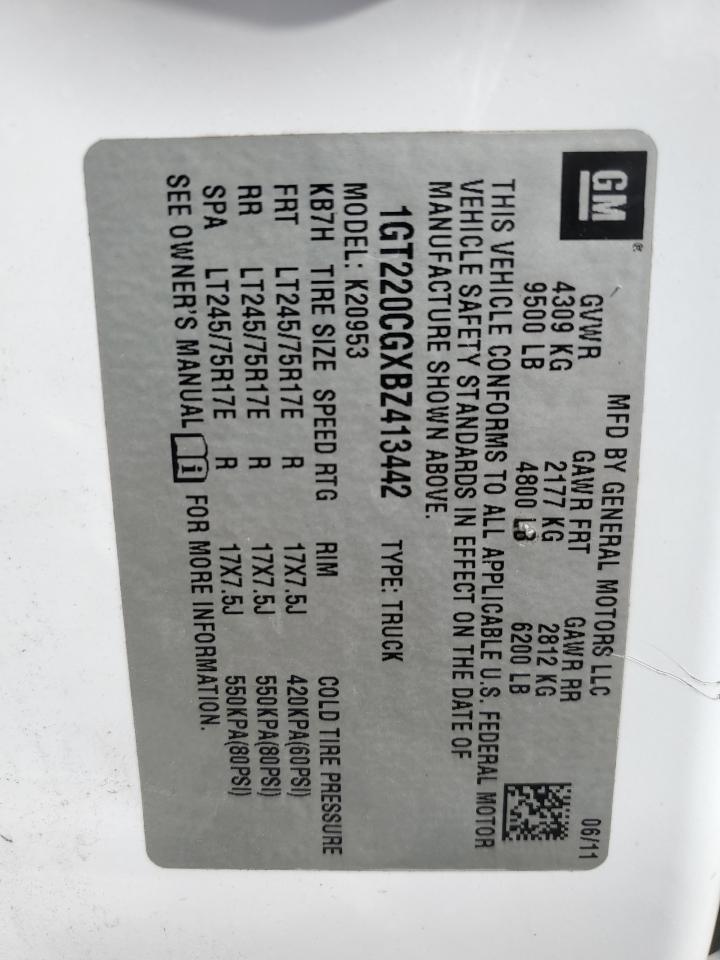 GM®
MFD BY GENERAL MOTORS LLC 06/11
GVWR GAWR FRT GAWR RR
4309 KG 2177 KG 2812 KG
9500 LB 4800 LB 6200 LB
THIS VEHICLE CONFORMS TO ALL APPLICABLE U.S. FEDERAL MOTOR
VEHICLE SAFETY STANDARDS IN EFFECT ON THE DATE OF
MANUFACTURE SHOWN ABOVE.
1GT220CGXBZ413442 TYPE: TRUCK
MODEL: K20953
KB7H TIRE SIZE SPEED RTG RIM COLD TIRE PRESSURE
FRT LT245/75R17E R 17X7.5J 420KPA(60PSI)
RR LT245/75R17E R 17X7.5J 550KPA(80PSI)
SPA LT245/75R17E R 17X7.5J 550KPA(80PSI)
SEE OWNER'S MANUAL i FOR MORE INFORMATION.